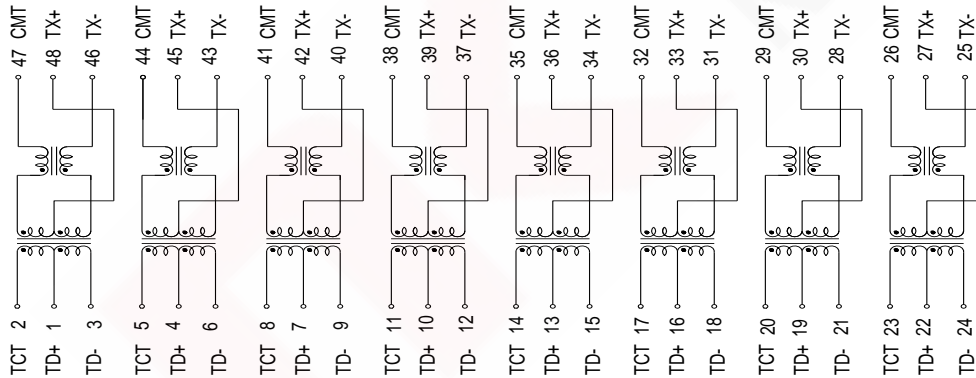 47 CMT
48 TX+
46 TX-
44 CMT
45 TX+
43 TX-
41 CMT
42 TX+
40 TX-
38 CMT
39 TX+
37 TX-
35 CMT
36 TX+
34 TX-
32 CMT
33 TX+
31 TX-
29 CMT
30 TX+
28 TX-
26 CMT
27 TX+
25 TX-
TCT 2
TD+ 1
TD- 3
TCT 5
TD+ 4
TD- 6
TCT 8
TD+ 7
TD- 9
TCT 11
TD+ 10
TD- 12
TCT 14
TD+ 13
TD- 15
TCT 17
TD+ 16
TD- 18
TCT 20
TD+ 19
TD- 21
TCT 23
TD+ 22
TD- 24